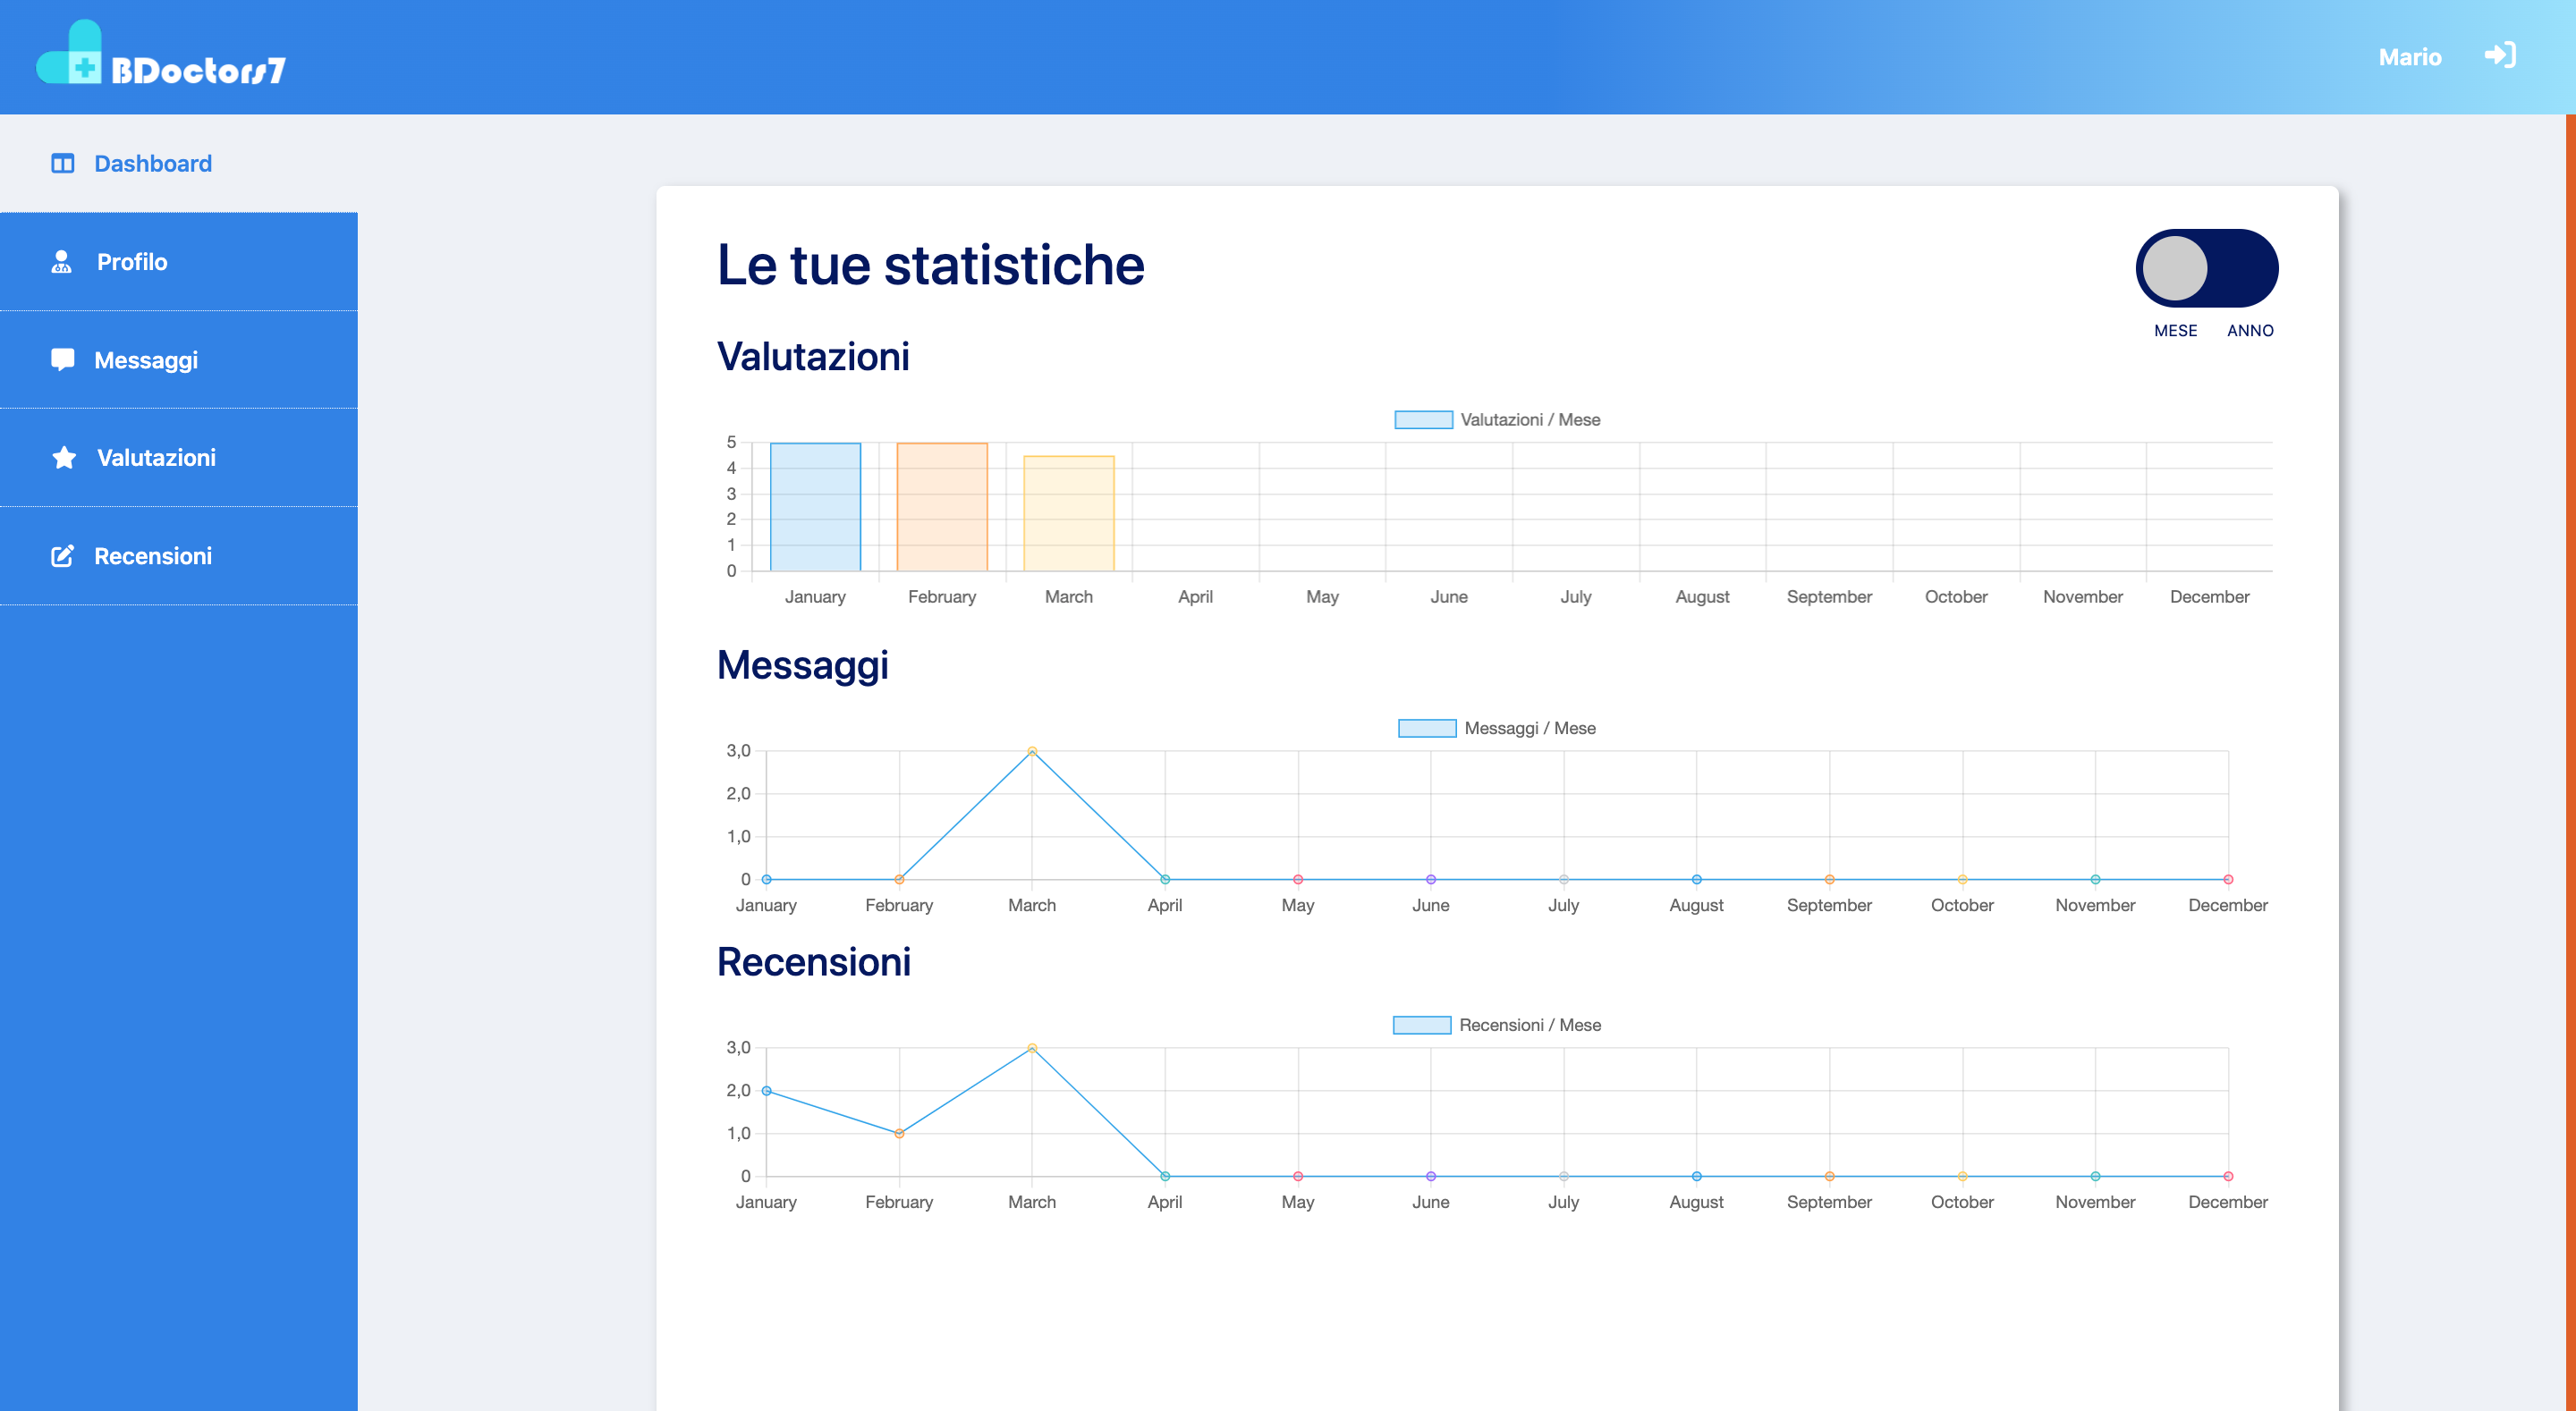 BDoctors7
Mario
Dashboard
Profilo
Messaggi
Valutazioni
Recensioni
Le tue statistiche
MESE ANNO
Valutazioni
Valutazioni / Mese
5
4
3
2
1
0
January February March April May June July August September October November December
Messaggi
Messaggi / Mese
3,0
2,0
1,0
0
January February March April May June July August September October November December
Recensioni
Recensioni / Mese
3,0
2,0
1,0
0
January February March April May June July August September October November December